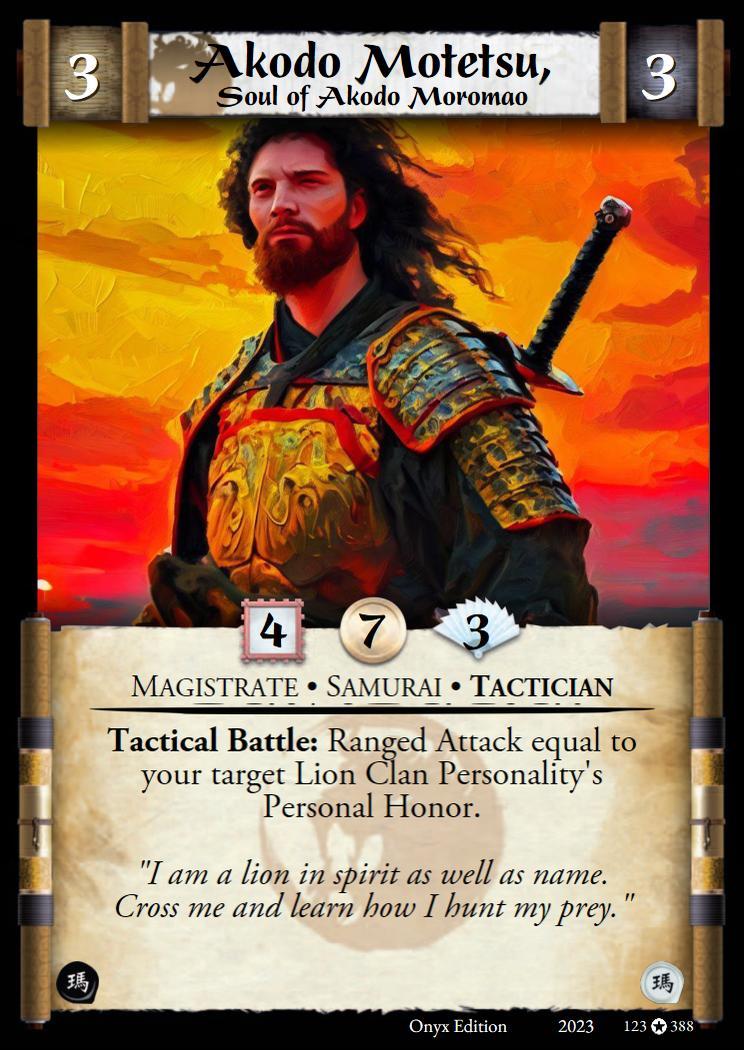 3
Akodo Motetsu,
3
Soul of Akodo Moromao
4
7
3
MAGISTRATE • SAMURAI • TACTICIAN
Tactical Battle: Ranged Attack equal to
your target Lion Clan Personality's
Personal Honor.
"I am a lion in spirit as well as name.
Cross me and learn how I hunt my prey."
瑪
瑪
Onyx Edition 2023 123 ✪ 388